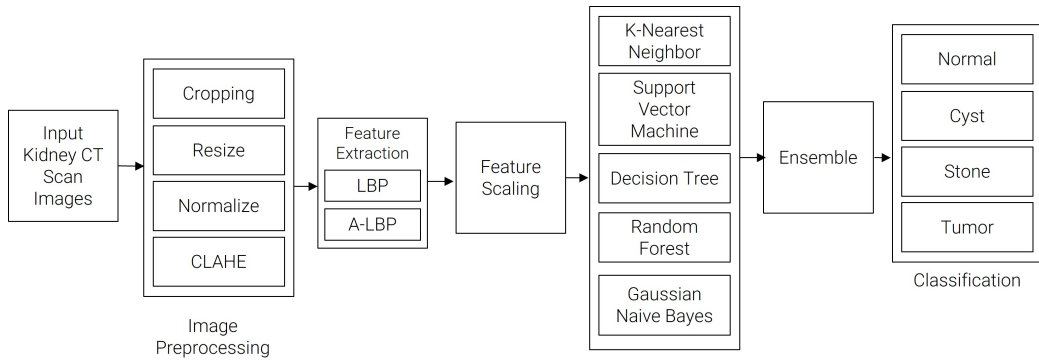 Input
Kidney CT
Scan
Images
Cropping
Resize
Normalize
CLAHE
Image
Preprocessing
Feature
Extraction
LBP
A-LBP
Feature
Scaling
K-Nearest
Neighbor
Support
Vector
Machine
Decision Tree
Random
Forest
Gaussian
Naive Bayes
Ensemble
Normal
Cyst
Stone
Tumor
Classification